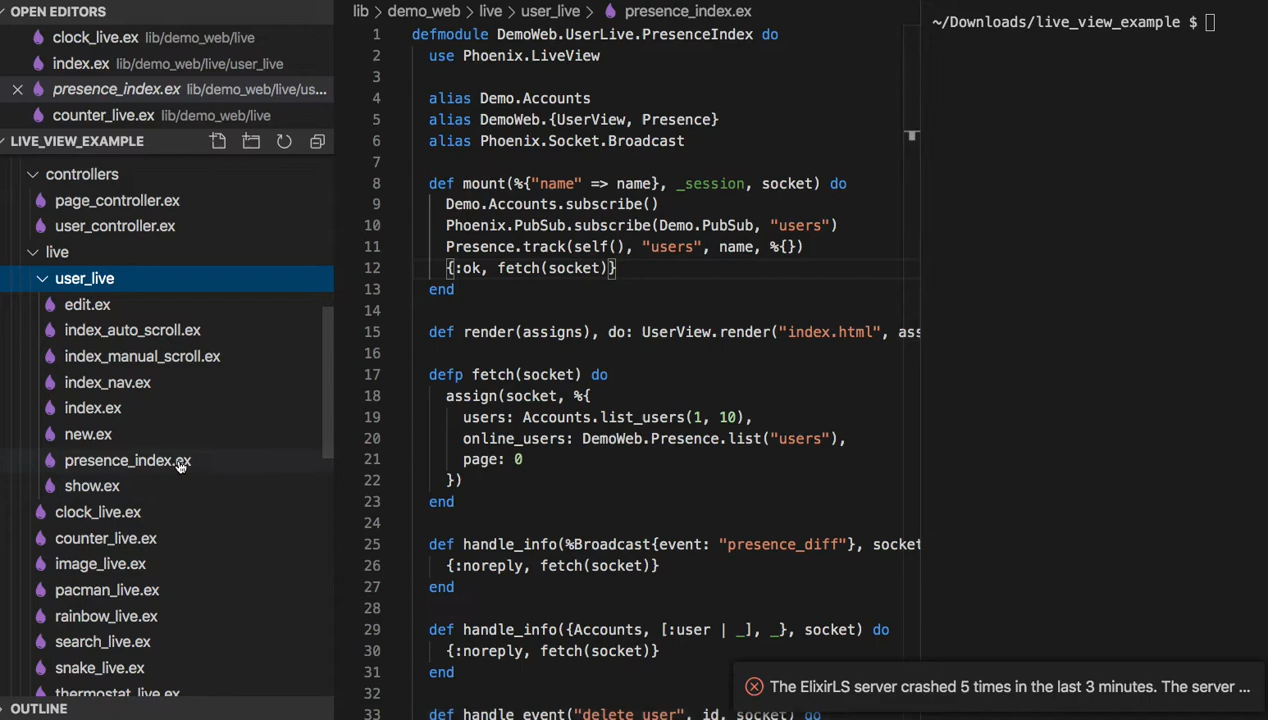 OPEN EDITORS
clock_live.ex lib/demo_web/live
index.ex lib/demo_web/live/user_live
presence_index.ex lib/demo_web/live/us...
counter_live.ex lib/demo_web/live
LIVE_VIEW_EXAMPLE
controllers
page_controller.ex
user_controller.ex
live
user_live
edit.ex
index_auto_scroll.ex
index_manual_scroll.ex
index_nav.ex
index.ex
new.ex
presence_index.ex
show.ex
clock_live.ex
counter_live.ex
image_live.ex
pacman_live.ex
rainbow_live.ex
search_live.ex
snake_live.ex
thermostat_live.ex
OUTLINE
lib > demo_web > live > user_live > presence_index.ex
1 defmodule DemoWeb.UserLive.PresenceIndex do
2 use Phoenix.LiveView
3
4 alias Demo.Accounts
5 alias DemoWeb.{UserView, Presence}
6 alias Phoenix.Socket.Broadcast
7
8 def mount(%{"name" => name}, _session, socket) do
9 Demo.Accounts.subscribe()
10 Phoenix.PubSub.subscribe(Demo.PubSub, "users")
11 Presence.track(self(), "users", name, %{})
12 {:ok, fetch(socket)}
13 end
14
15 def render(assigns), do: UserView.render("index.html", ass
16
17 defp fetch(socket) do
18 assign(socket, %{
19 users: Accounts.list_users(1, 10),
20 online_users: DemoWeb.Presence.list("users"),
21 page: 0
22 })
23 end
24
25 def handle_info(%Broadcast{event: "presence_diff"}, socket
26 {:noreply, fetch(socket)}
27 end
28
29 def handle_info({Accounts, [:user | _], _}, socket) do
30 {:noreply, fetch(socket)}
31 end
32
33 def handle_event("delete_user", id, socket) do
~/Downloads/live_view_example $
The ElixirLS server crashed 5 times in the last 3 minutes. The server ...